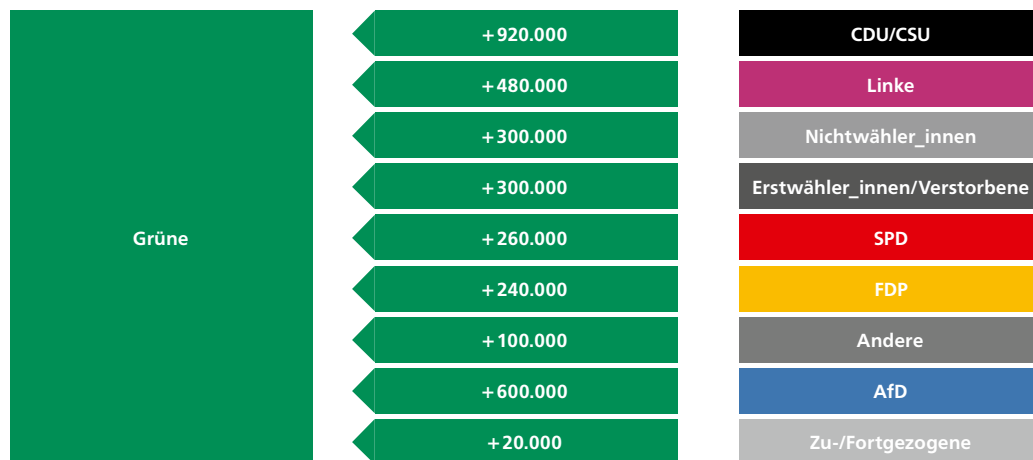 +920.000 CDU/CSU
+480.000 Linke
+300.000 Nichtwähler_innen
+300.000 Erstwähler_innen/Verstorbene
Grüne +260.000 SPD
+240.000 FDP
+100.000 Andere
+600.000 AfD
+20.000 Zu-/Fortgezogene